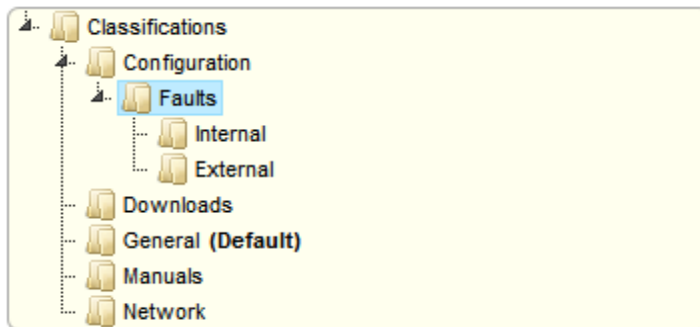 Classifications
Configuration
Faults
Internal
External
Downloads
General (Default)
Manuals
Network